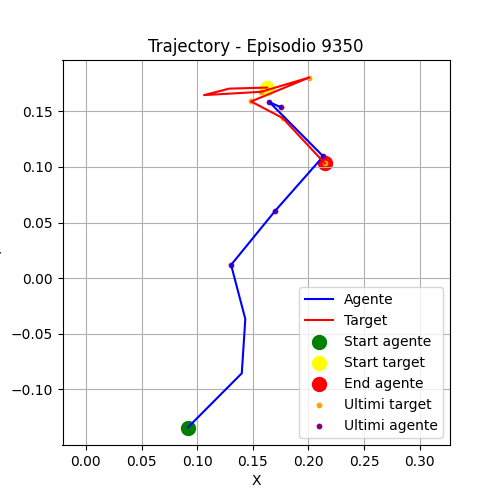 Trajectory - Episodio 9350
0.15
0.10
0.05
0.00
−0.05
−0.10
0.00 0.05 0.10 0.15 0.20 0.25 0.30
X
Agente
Target
Start agente
Start target
End agente
Ultimi target
Ultimi agente